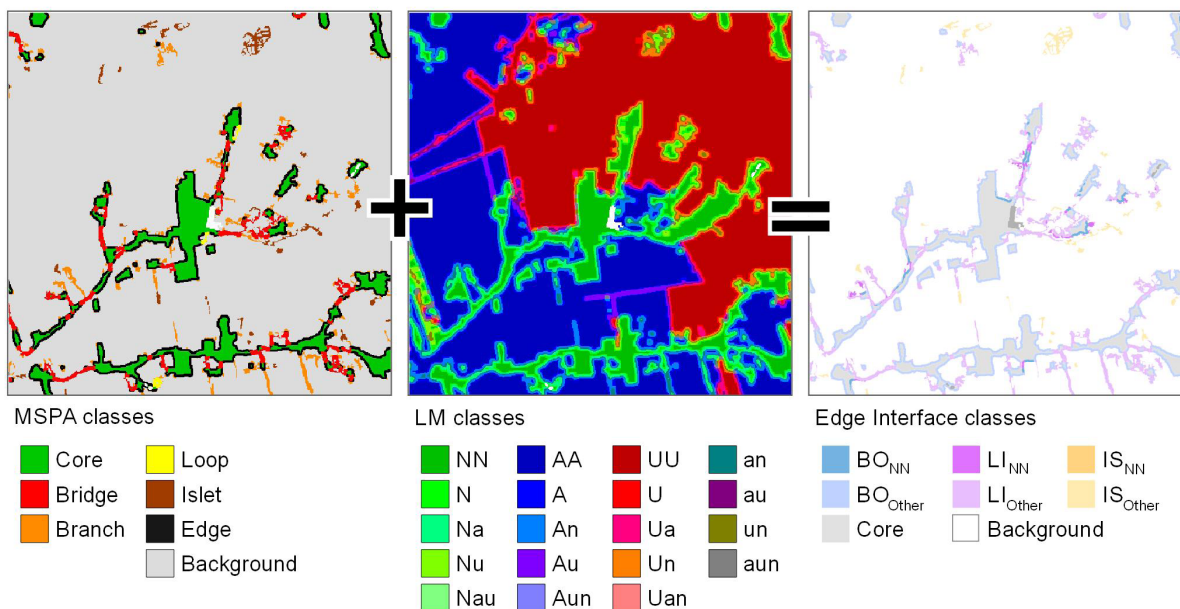 +
=
MSPA classes
Core
Bridge
Branch
Loop
Islet
Edge
Background
LM classes
NN
N
Na
Nu
Nau
AA
A
An
Au
Aun
UU
U
Ua
Un
Uan
an
au
un
aun
Edge Interface classes
BO_NN
BO_Other
Core
LI_NN
LI_Other
Background
IS_NN
IS_Other